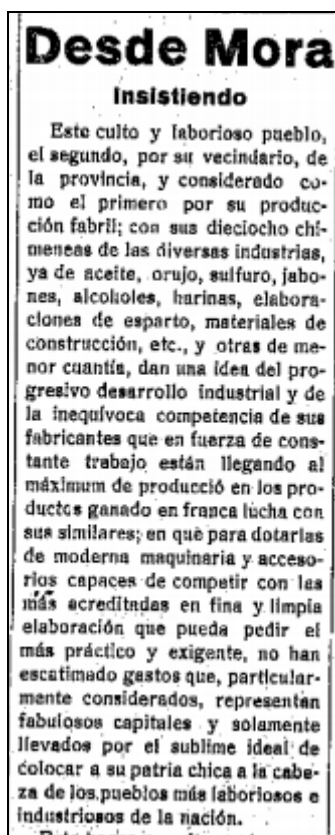 Desde Mora
Insistiendo
Este culto y laborioso pueblo,
el segundo, por su vecindario, de
la provincia, y considerado co-
mo el primero por su produc-
ción fabril; con sus dieciocho chi-
meneas de las diversas industrias,
ya de aceite, orujo, sulfuro, jabo-
nes, alcoholes, harinas, elabora-
ciones de esparto, materiales de
construcción, etc., y otras de me-
nor cuantía, dan una idea del pro-
gresivo desarrollo industrial y de
la inequívoca competencia de sus
fabricantes que en fuerza de cons-
tante trabajo están llegando al
máximum de producció en los pro-
ductos ganado en franca lucha con
sus similares; en que para dotarlas
de moderna maquinaria y acceso-
rios capaces de competir con las
más acreditadas en fina y limpia
elaboración que pueda pedir el
más práctico y exigente, no han
escatimado gastos que, particular-
mente considerados, representan
fabulosos capitales y solamente
llevados por el sublime ideal de
colocar a su patria chica a la cabe-
za de los pueblos más laboriosos e
industriosos de la nación.